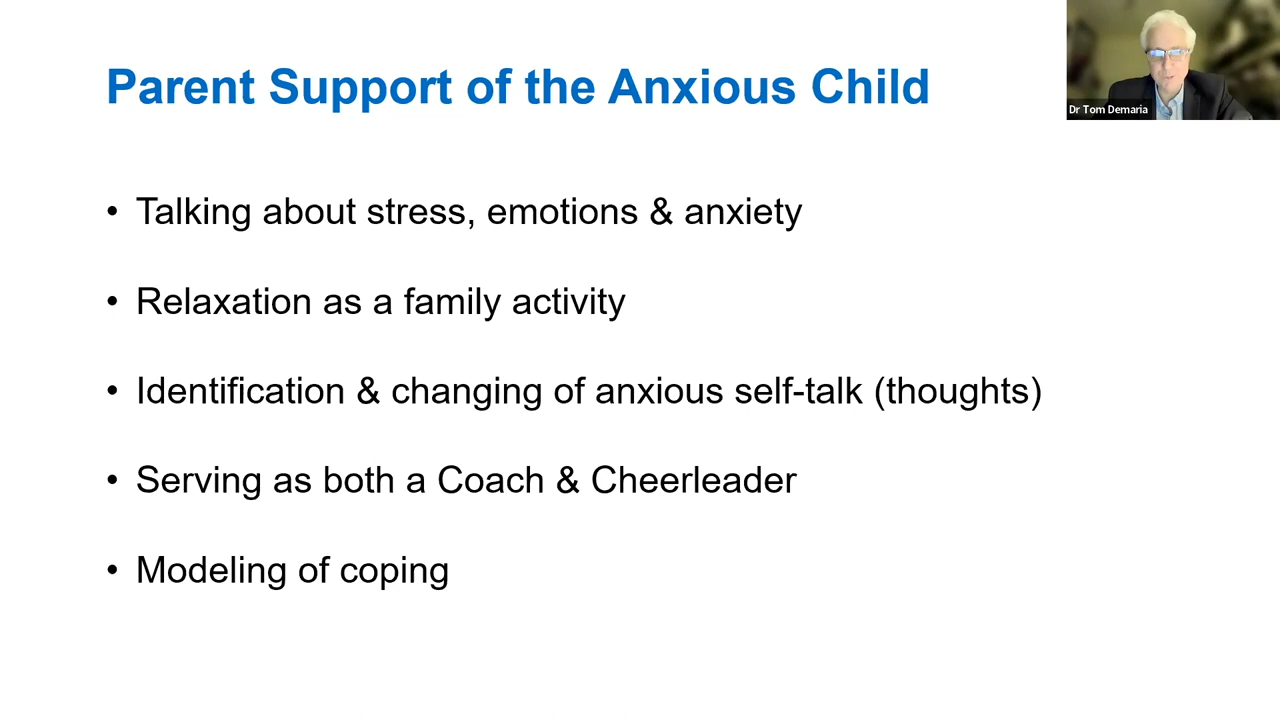 Parent Support of the Anxious Child
Dr Tom Demaria
• Talking about stress, emotions & anxiety
• Relaxation as a family activity
• Identification & changing of anxious self-talk (thoughts)
• Serving as both a Coach & Cheerleader
• Modeling of coping